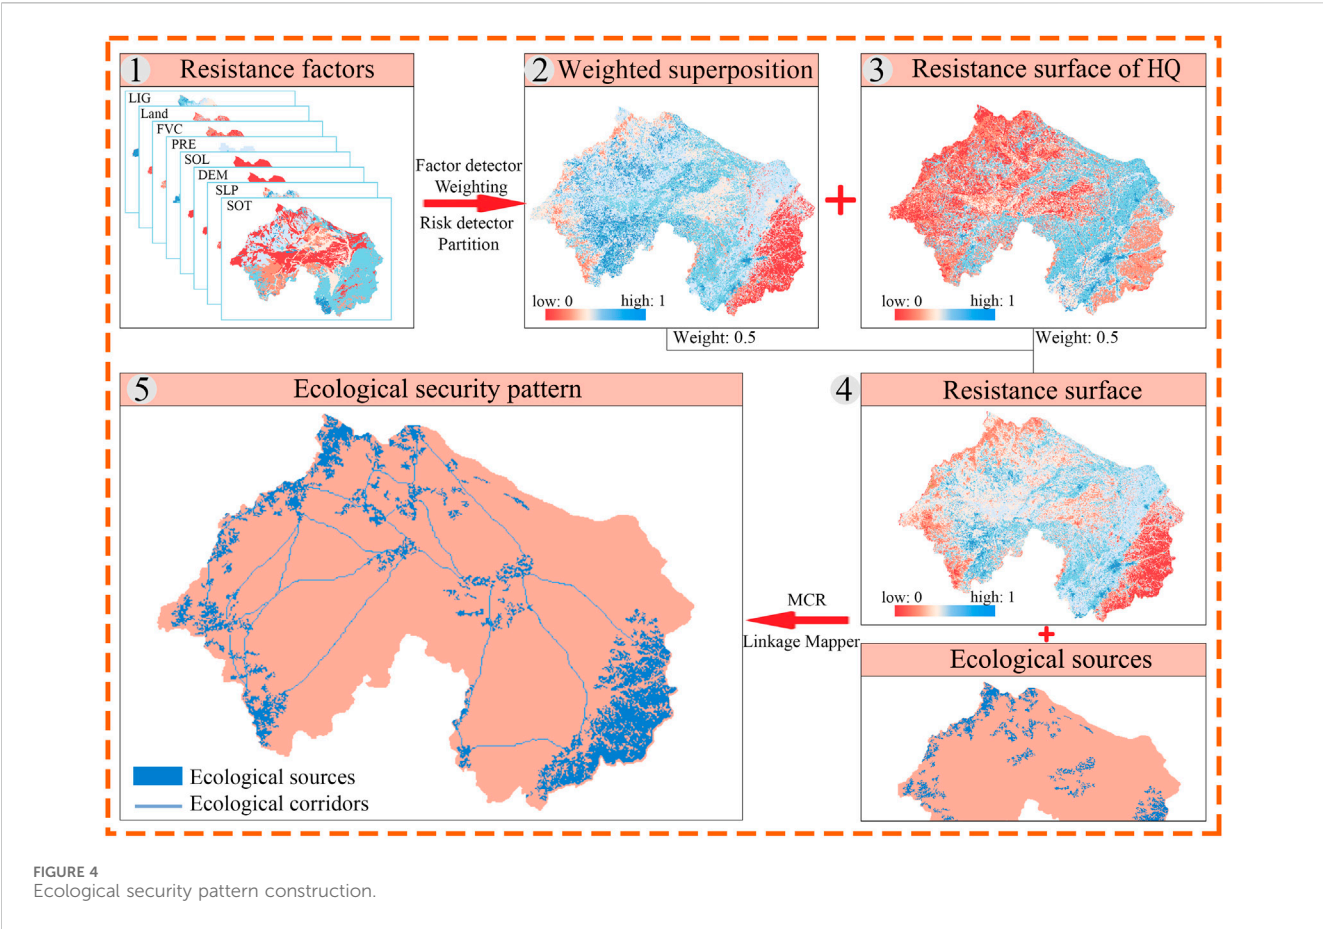 1 Resistance factors
LIG
Land
FVC
PRE
SOL
DEM
SLP
SOT
Factor detector
Weighting
Risk detector
Partition
2 Weighted superposition
low: 0 high: 1
3 Resistance surface of HQ
low: 0 high: 1
Weight: 0.5
Weight: 0.5
4 Resistance surface
low: 0 high: 1
Ecological sources
MCR
Linkage Mapper
5 Ecological security pattern
Ecological sources
Ecological corridors
FIGURE 4
Ecological security pattern construction.